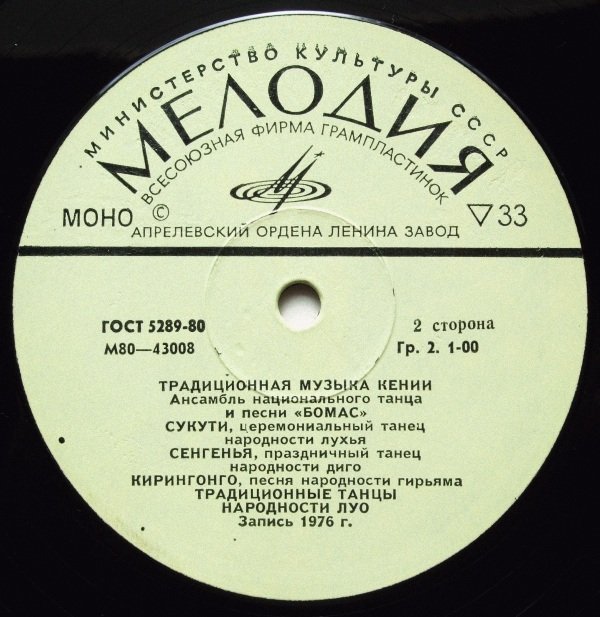 МИНИСТЕРСТВО КУЛЬТУРЫ СССР
МЕЛОДИЯ
ВСЕСОЮЗНАЯ ФИРМА ГРАМПЛАСТИНОК
МОНО ©
▽ 33
АПРЕЛЕВСКИЙ ОРДЕНА ЛЕНИНА ЗАВОД
ГОСТ 5289-80
2 сторона
М80—43008
Гр. 2. 1-00
ТРАДИЦИОННАЯ МУЗЫКА КЕНИИ
Ансамбль национального танца
и песни «БОМАС»
СУКУТИ, церемониальный танец
народности лухья
СЕНГЕНЬЯ, праздничный танец
народности диго
КИРИНГОНГО, песня народности гирьяма
ТРАДИЦИОННЫЕ ТАНЦЫ
НАРОДНОСТИ ЛУО
Запись 1976 г.